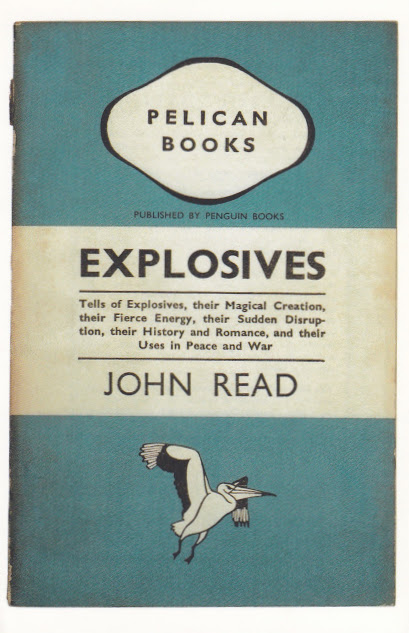 PELICAN
BOOKS
PUBLISHED BY PENGUIN BOOKS
EXPLOSIVES
Tells of Explosives, their Magical Creation,
their Fierce Energy, their Sudden Disrup-
tion, their History and Romance, and their
Uses in Peace and War
JOHN READ